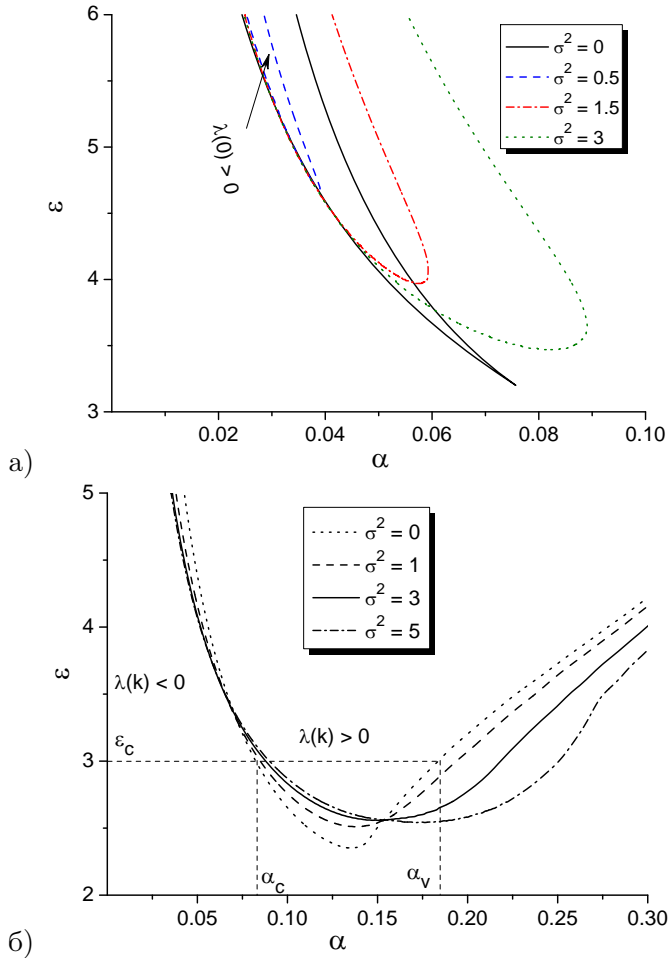 6
5
4
3
ε
λ(0) > 0
σ² = 0
σ² = 0.5
σ² = 1.5
σ² = 3
0.02 0.04 0.06 0.08 0.10
α
а)
5
4
3
2
ε
σ² = 0
σ² = 1
σ² = 3
σ² = 5
λ(k) < 0
λ(k) > 0
ε_c
α_c
α_v
0.05 0.10 0.15 0.20 0.25 0.30
α
б)